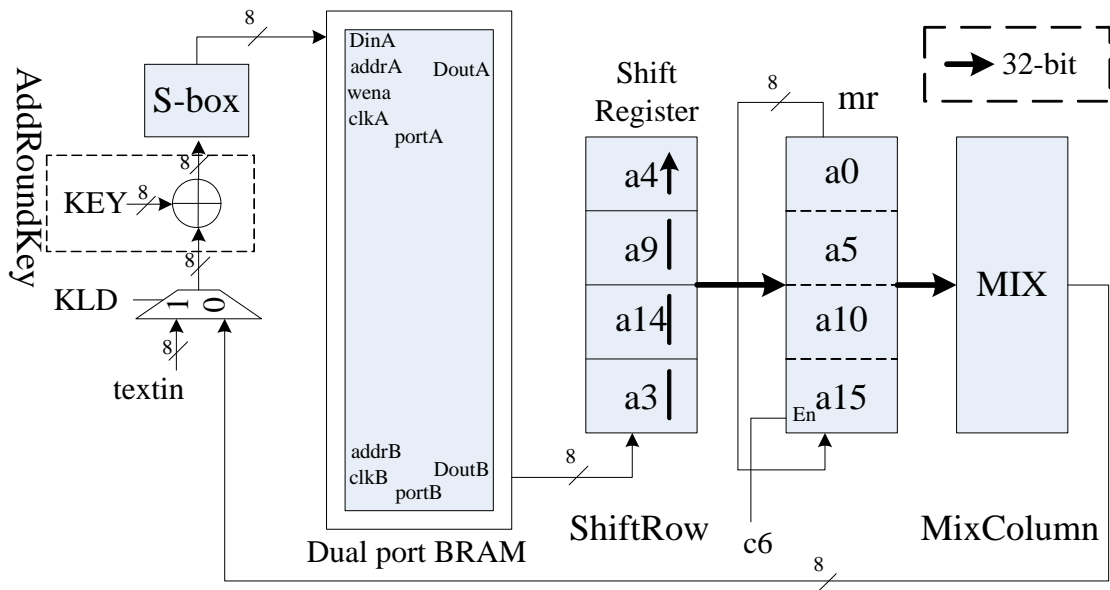 8
DinA
addrA
DoutA
wena
clkA
portA
S-box
AddRoundKey
8
KEY
8
8
KLD
1
0
8
textin
addrB
clkB
DoutB
portB
Dual port BRAM
8
Shift
Register
a4
a9
a14
a3
ShiftRow
8
mr
a0
a5
a10
En
a15
c6
32-bit
MIX
MixColumn
8